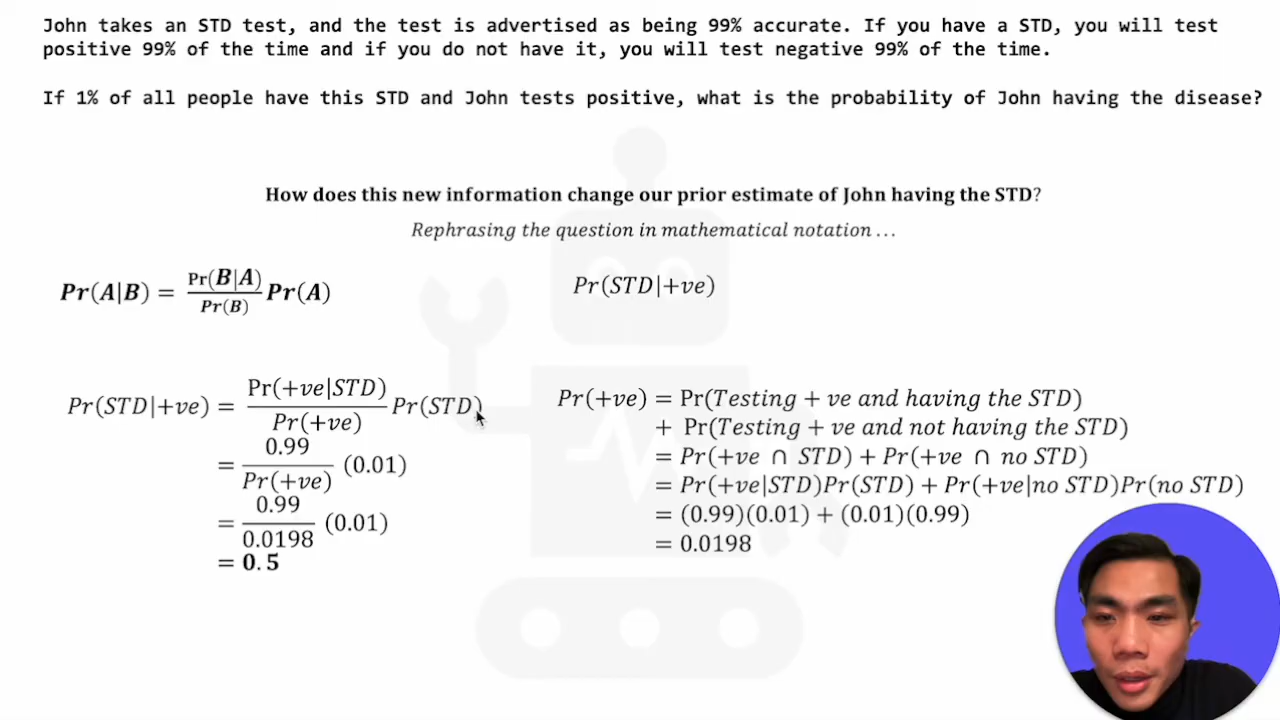 John takes an STD test, and the test is advertised as being 99% accurate. If you have a STD, you will test
positive 99% of the time and if you do not have it, you will test negative 99% of the time.
If 1% of all people have this STD and John tests positive, what is the probability of John having the disease?
How does this new information change our prior estimate of John having the STD?
Rephrasing the question in mathematical notation ...
Pr(A|B) = Pr(B|A)/Pr(B) Pr(A)
Pr(STD|+ve)
Pr(STD|+ve) = Pr(+ve|STD)/Pr(+ve) Pr(STD)
= 0.99/Pr(+ve) (0.01)
= 0.99/0.0198 (0.01)
= 0.5
Pr(+ve) = Pr(Testing + ve and having the STD)
+ Pr(Testing + ve and not having the STD)
= Pr(+ve ∩ STD) + Pr(+ve ∩ no STD)
= Pr(+ve|STD)Pr(STD) + Pr(+ve|no STD)Pr(no STD)
= (0.99)(0.01) + (0.01)(0.99)
= 0.0198